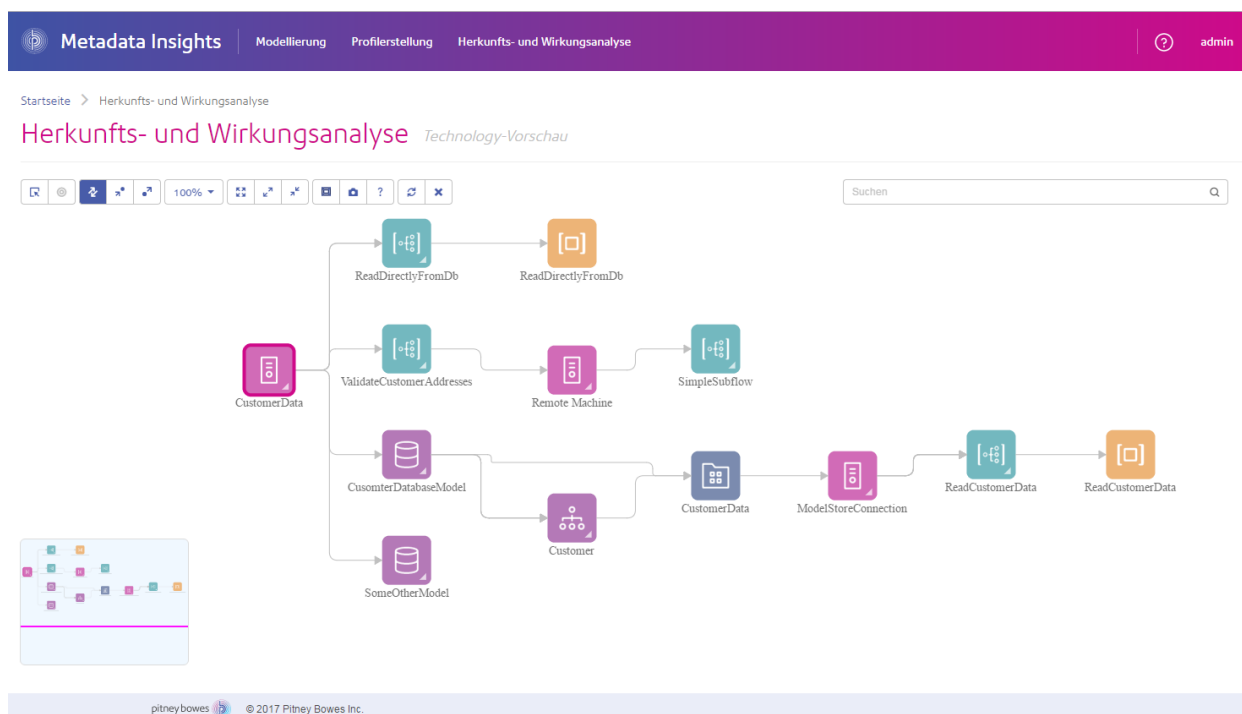 Metadata Insights Modellierung Profilerstellung Herkunfts- und Wirkungsanalyse admin
Startseite > Herkunfts- und Wirkungsanalyse
Herkunfts- und Wirkungsanalyse Technology-Vorschau
100% ? Suchen
ReadDirectlyFromDb ReadDirectlyFromDb
ValidateCustomerAddresses SimpleSubflow
CustomerData Remote Machine
CusomterDatabaseModel ReadCustomerData ReadCustomerData
CustomerData ModelStoreConnection
Customer
SomeOtherModel
pitney bowes © 2017 Pitney Bowes Inc.